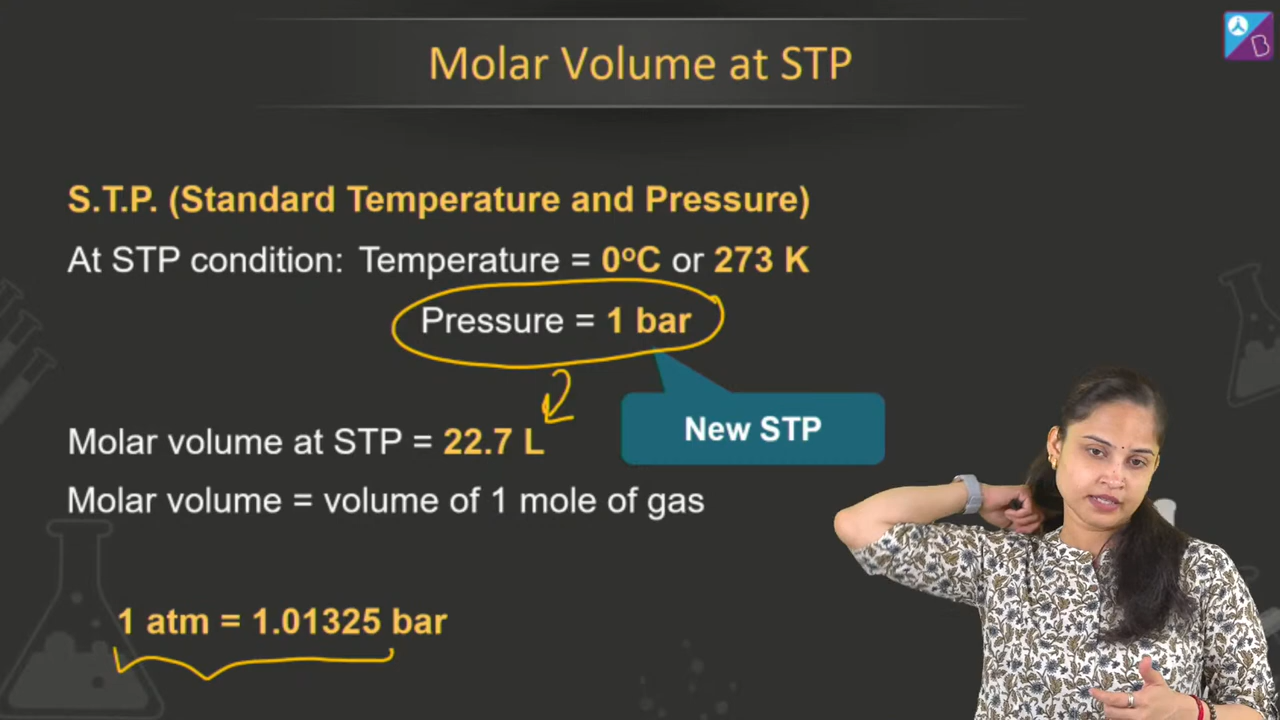 Molar Volume at STP
S.T.P. (Standard Temperature and Pressure)
At STP condition: Temperature = 0°C or 273 K
Pressure = 1 bar
New STP
Molar volume at STP = 22.7 L
Molar volume = volume of 1 mole of gas
1 atm = 1.01325 bar
B